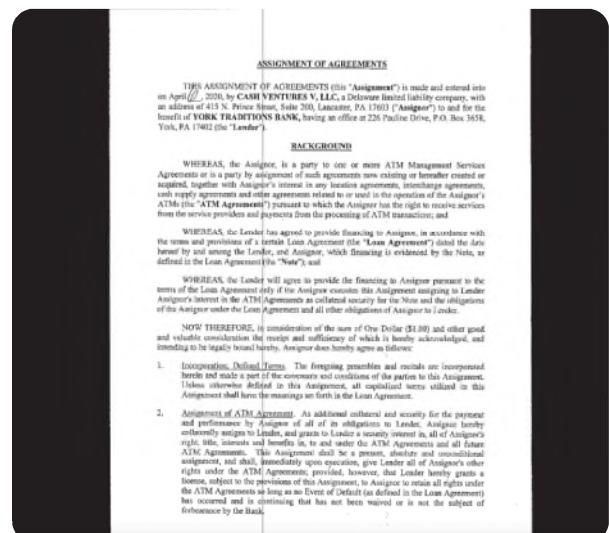 ASSIGNMENT OF AGREEMENTS
THIS ASSIGNMENT OF AGREEMENTS (this "Assignment") is made and entered into
on April , 2020, by CASH VENTURES V, LLC, a Delaware limited liability company, with
an address of 415 N. Prince Street, Suite 200, Lancaster, PA 17603 ("Assignor") to and for the
benefit of YORK TRADITIONS BANK, having an office at 226 Pauline Drive, P.O. Box 3658,
York, PA 17402 (the "Lender").
BACKGROUND
WHEREAS, the Assignor, is a party to one or more ATM Management Services
Agreements or is a party by assignment of such agreements now existing or hereafter created or
acquired, together with Assignor's interest in any location agreements, interchange agreements,
cash supply agreements and other agreements related to or used in the operation of the Assignor's
ATMs (the "ATM Agreements") pursuant to which the Assignor has the right to receive services
from the service providers and payments from the processing of ATM transactions; and
WHEREAS, the Lender has agreed to provide financing to Assignor, in accordance with
the terms and provisions of a certain Loan Agreement (the "Loan Agreement") dated the date
hereof by and among the Lender, and Assignor, which financing is evidenced by the Note, as
defined in the Loan Agreement (the "Note"); and
WHEREAS, the Lender will agree to provide the financing to Assignor pursuant to the
terms of the Loan Agreement only if the Assignor executes this Assignment assigning to Lender
Assignor's interest in the ATM Agreements as collateral security for the Note and the obligations
of the Assignor under the Loan Agreement and all other obligations of Assignor to Lender.
NOW THEREFORE, in consideration of the sum of One Dollar ($1.00) and other good
and valuable consideration the receipt and sufficiency of which is hereby acknowledged, and
intending to be legally bound hereby, Assignor does hereby agree as follows:
1. Incorporation, Defined Terms. The foregoing preambles and recitals are incorporated
herein and made a part of the covenants and conditions of the parties to this Assignment.
Unless otherwise defined in this Assignment, all capitalized terms utilized in this
Assignment shall have the meanings set forth in the Loan Agreement.
2. Assignment of ATM Agreement. As additional collateral and security for the payment
and performance by Assignor of all of its obligations to Lender, Assignor hereby
collaterally assigns to Lender, and grants to Lender a security interest in, all of Assignor's
right, title, interests and benefits in, to and under the ATM Agreements and all future
ATM Agreements. This Assignment shall be a present, absolute and unconditional
assignment, and shall, immediately upon execution, give Lender all of Assignor's other
rights under the ATM Agreements; provided, however, that Lender hereby grants a
license, subject to the provisions of this Assignment, to Assignor to retain all rights under
the ATM Agreements so long as no Event of Default (as defined in the Loan Agreement)
has occurred and is continuing that has not been waived or is not the subject of
forbearance by the Bank.